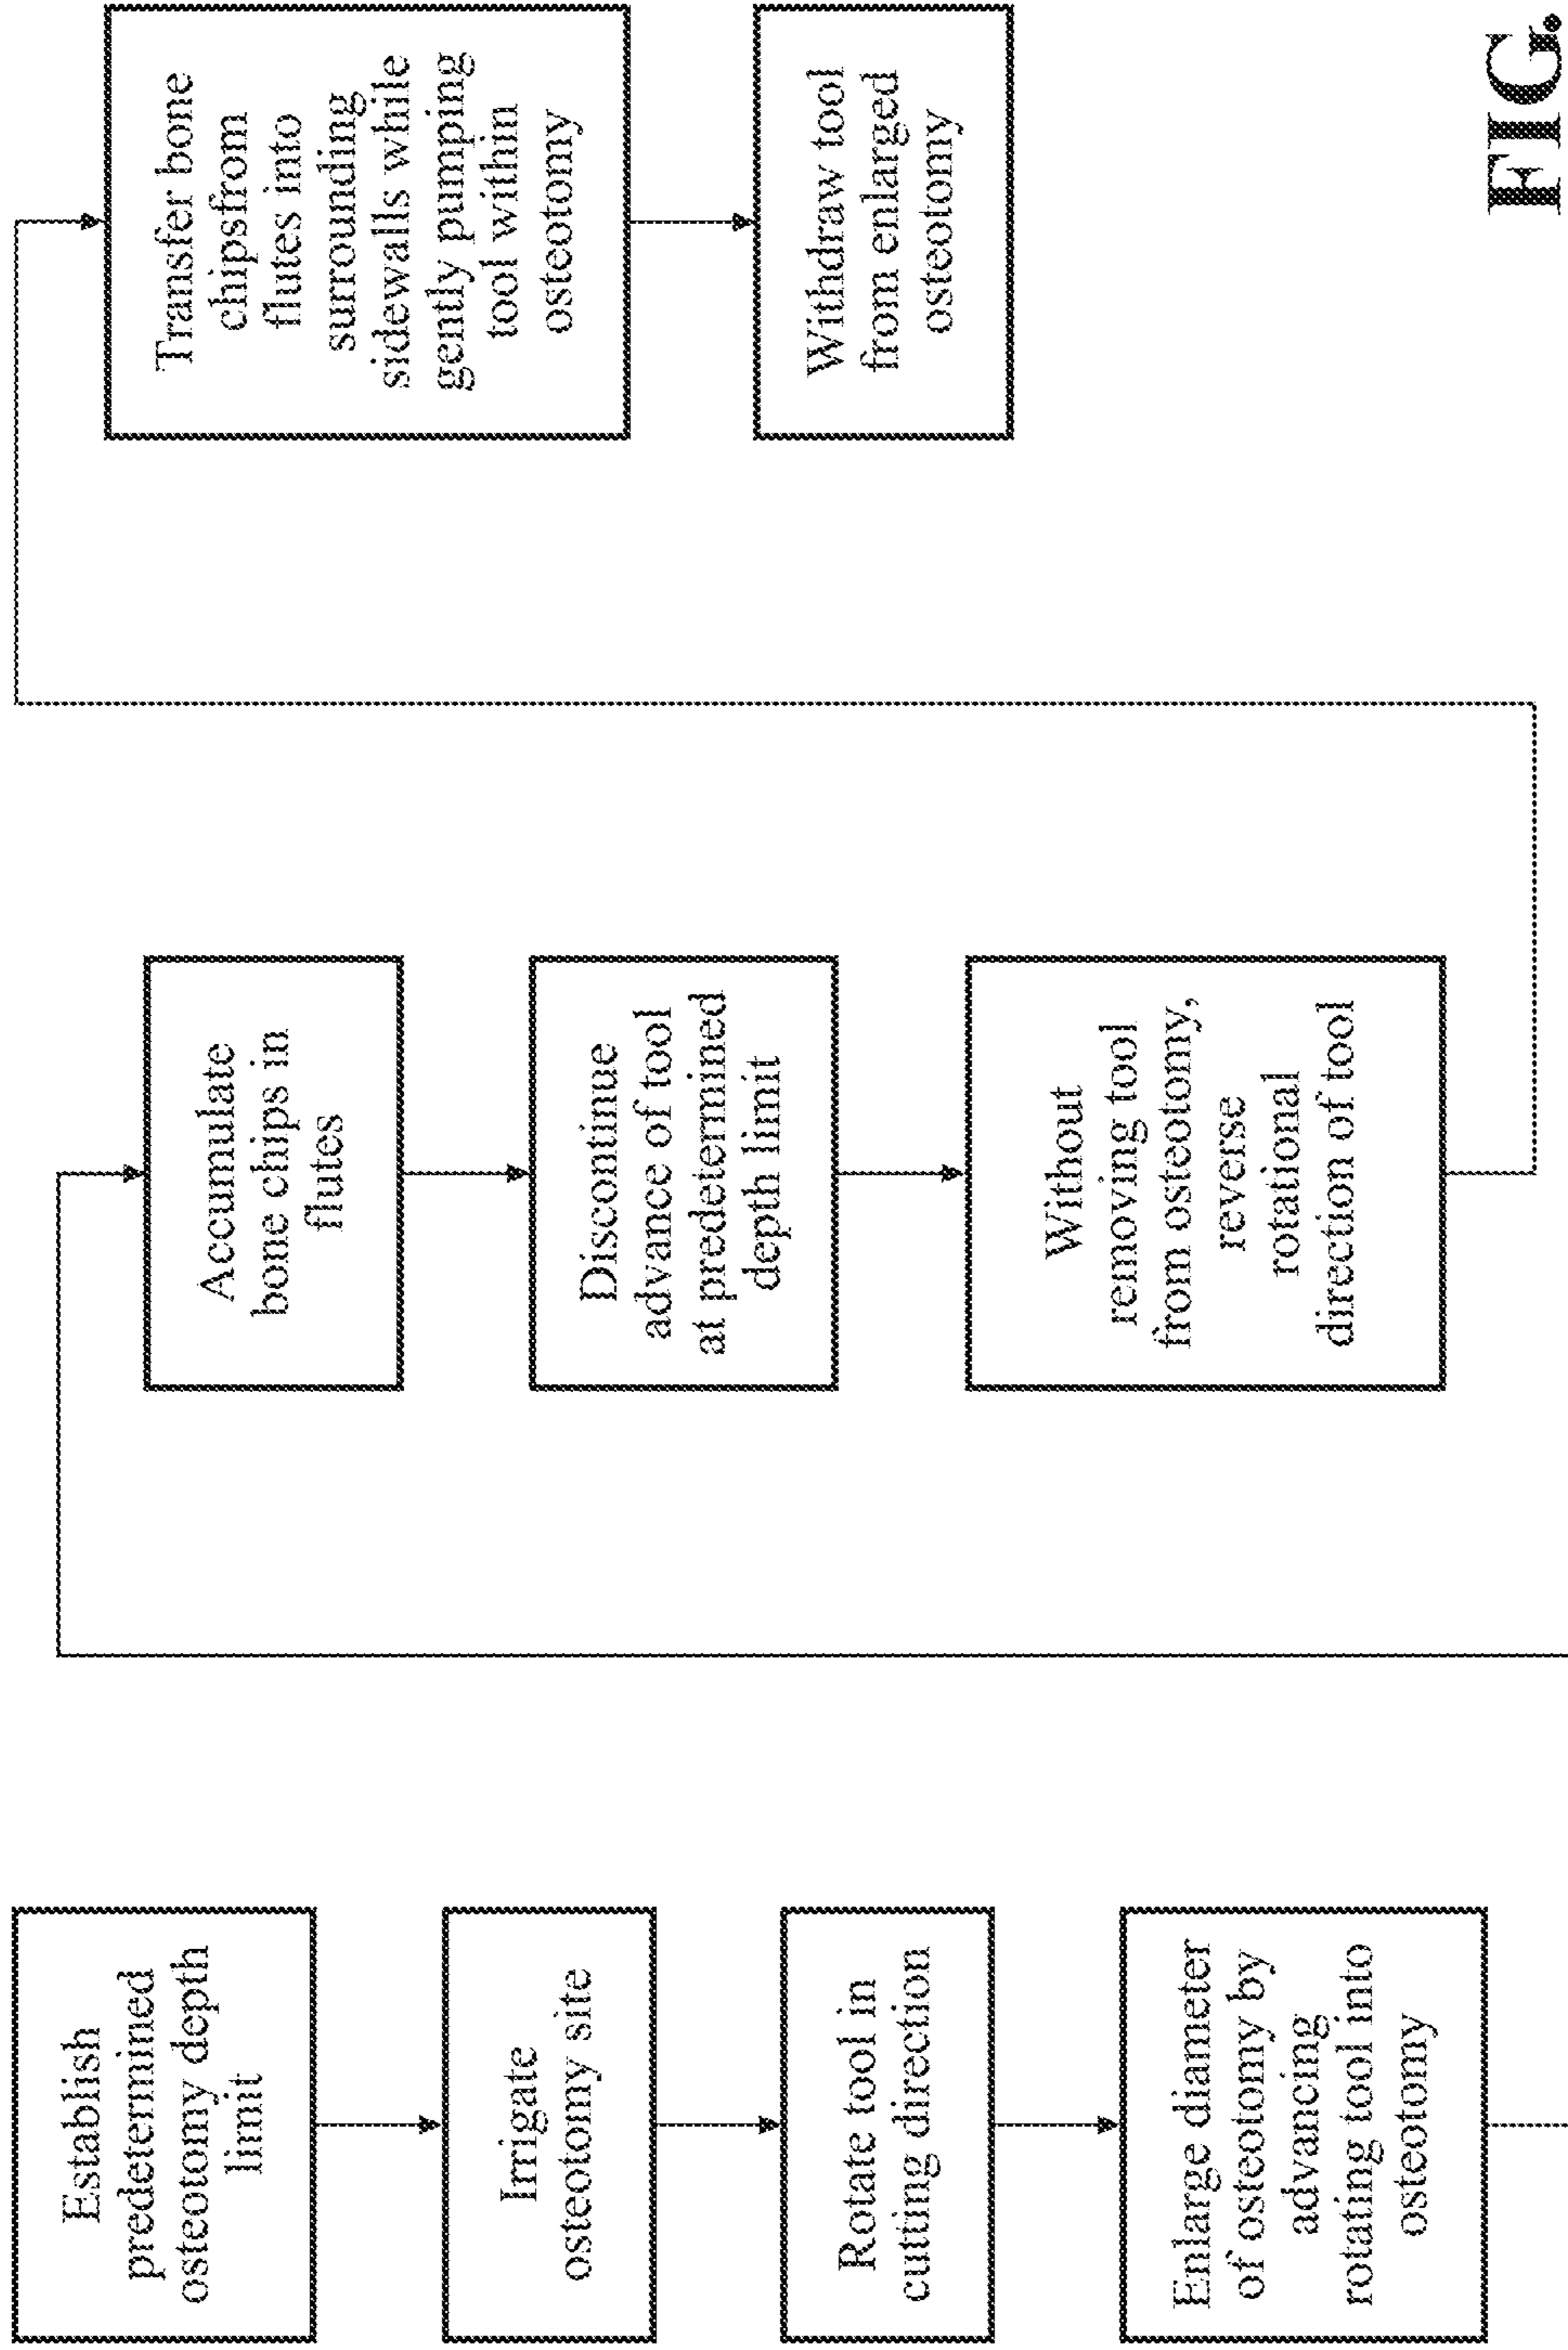 Establish
predetermined
osteotomy depth
limit
Irrigate
osteotomy site
Rotate tool in
cutting direction
Enlarge diameter
of osteotomy by
advancing
rotating tool into
osteotomy
Accumulate
bone chips in
flutes
Discontinue
advance of tool
at predetermined
depth limit
Without
removing tool
from osteotomy,
reverse
rotational
direction of tool
Transfer bone
chipsfrom
flutes into
surrounding
sidewalls while
gently pumping
tool within
osteotomy
Withdraw tool
from enlarged
osteotomy
FIG.